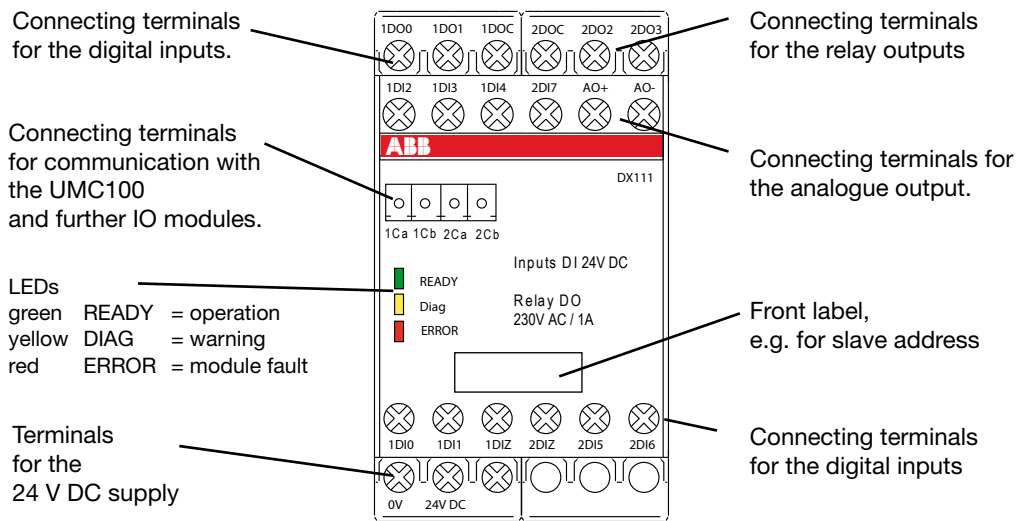 Connecting terminals
for the digital inputs.
Connecting terminals
for the relay outputs
1DO0 1DO1 1DOC 2DOC 2DO2 2DO3
1DI2 1DI3 1DI4 2DI7 AO+ AO-
Connecting terminals
for communication with
the UMC100
and further IO modules.
Connecting terminals for
the analogue output.
ABB
DX111
1Ca 1Cb 2Ca 2Cb
Inputs DI 24V DC
Relay DO
230V AC / 1A
READY
Diag
ERROR
LEDs
green READY = operation
yellow DIAG = warning
red ERROR = module fault
Front label,
e.g. for slave address
1DI0 1DI1 1DIZ 2DIZ 2DI5 2DI6
Terminals
for the
24 V DC supply
Connecting terminals
for the digital inputs
0V 24V DC